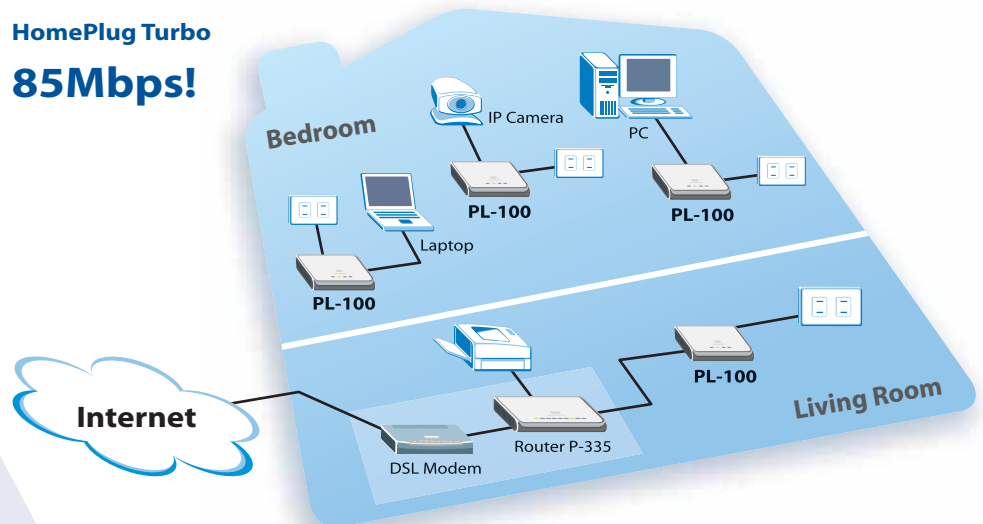 HomePlug Turbo
85Mbps!
Bedroom
IP Camera
PC
PL-100
PL-100
Laptop
PL-100
PL-100
Living Room
Internet
Router P-335
DSL Modem